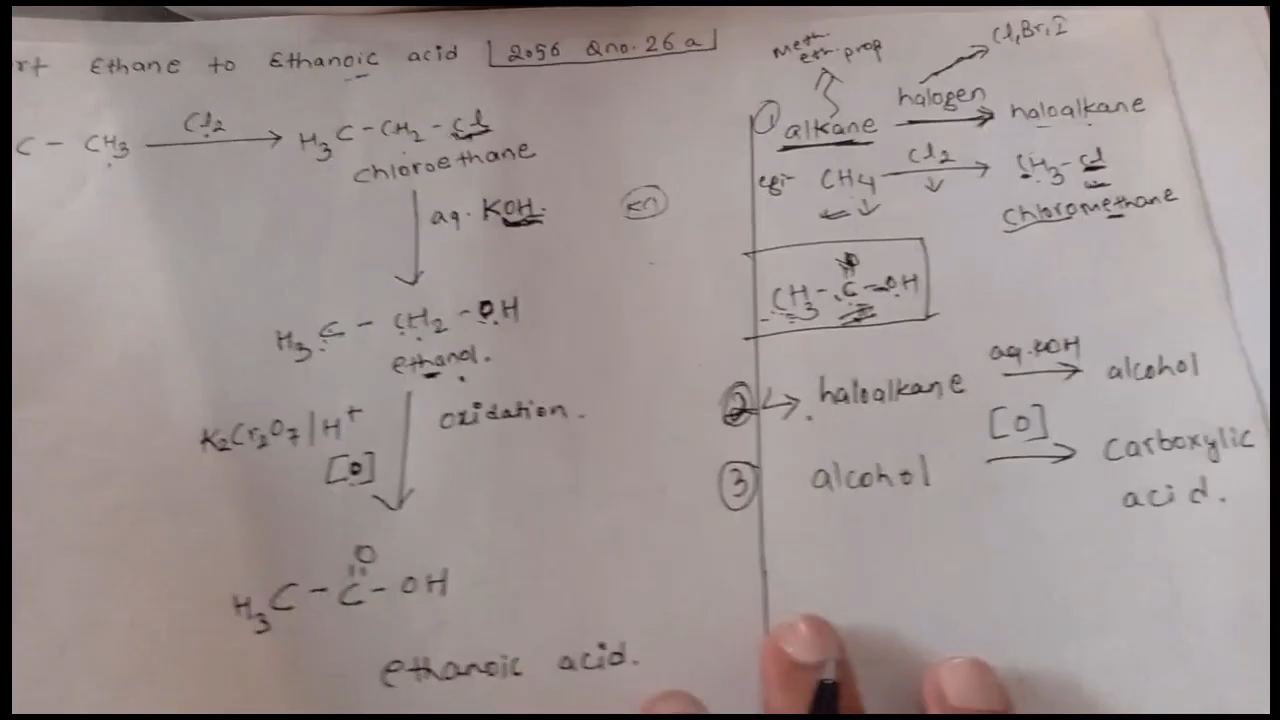 rt Ethane to Ethanoic acid [2056 Qno. 26 a]
C - CH3 Cl2 → H3C - CH2 - Cl
chloroethane
aq. KOH.
H3C - CH2 - OH
ethanol.
K2Cr2O7 | H+
[O]
oxidation.
O
H3C - C - OH
ethanoic acid.
meth
eth. prop
Cl, Br, I
① alkane halogen → haloalkane
eg:- CH4 Cl2 → CH3 - Cl
Chloromethane
O
CH3 - C - OH
② ↳ haloalkane aq. KOH → alcohol
③ alcohol [O] → carboxylic
acid.